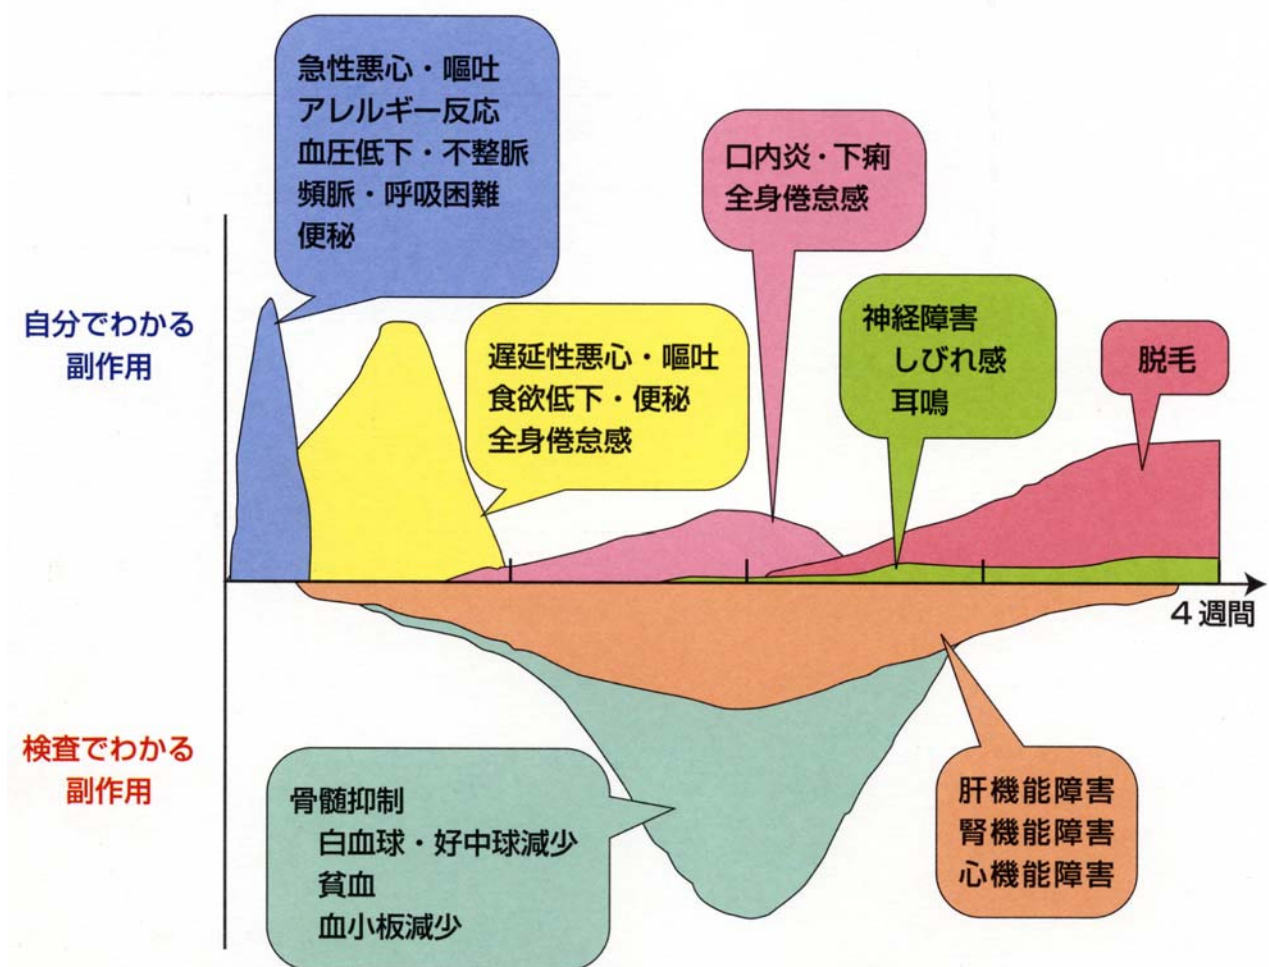 急性悪心・嘔吐
アレルギー反応
血圧低下・不整脈
頻脈・呼吸困難
便秘
口内炎・下痢
全身倦怠感
自分でわかる
副作用
遅延性悪心・嘔吐
食欲低下・便秘
全身倦怠感
神経障害
しびれ感
耳鳴
脱毛
4週間
検査でわかる
副作用
骨髄抑制
白血球・好中球減少
貧血
血小板減少
肝機能障害
腎機能障害
心機能障害